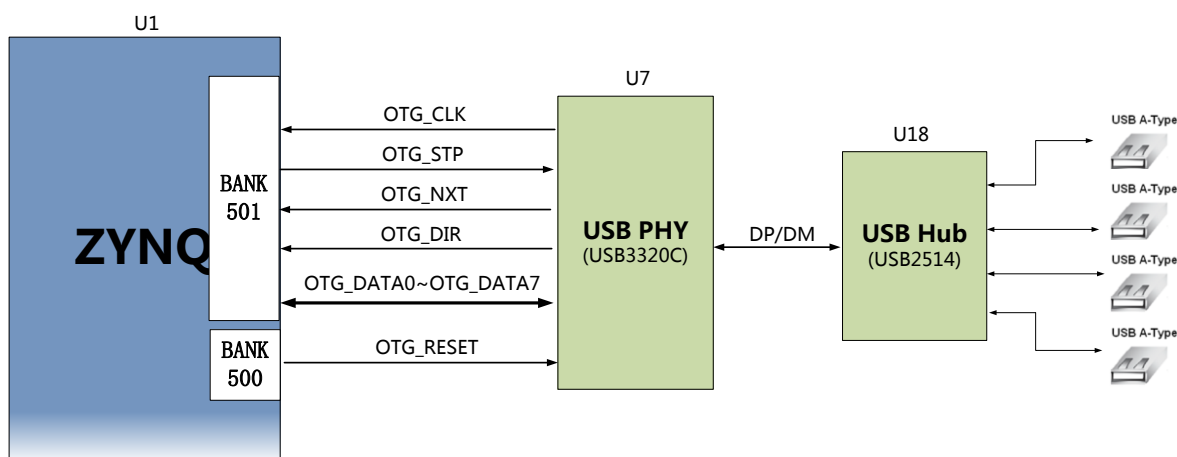 U1
ZYNQ
BANK
501
BANK
500
OTG_CLK
OTG_STP
OTG_NXT
OTG_DIR
OTG_DATA0~OTG_DATA7
OTG_RESET
U7
USB PHY
(USB3320C)
DP/DM
U18
USB Hub
(USB2514)
USB A-Type
USB A-Type
USB A-Type
USB A-Type